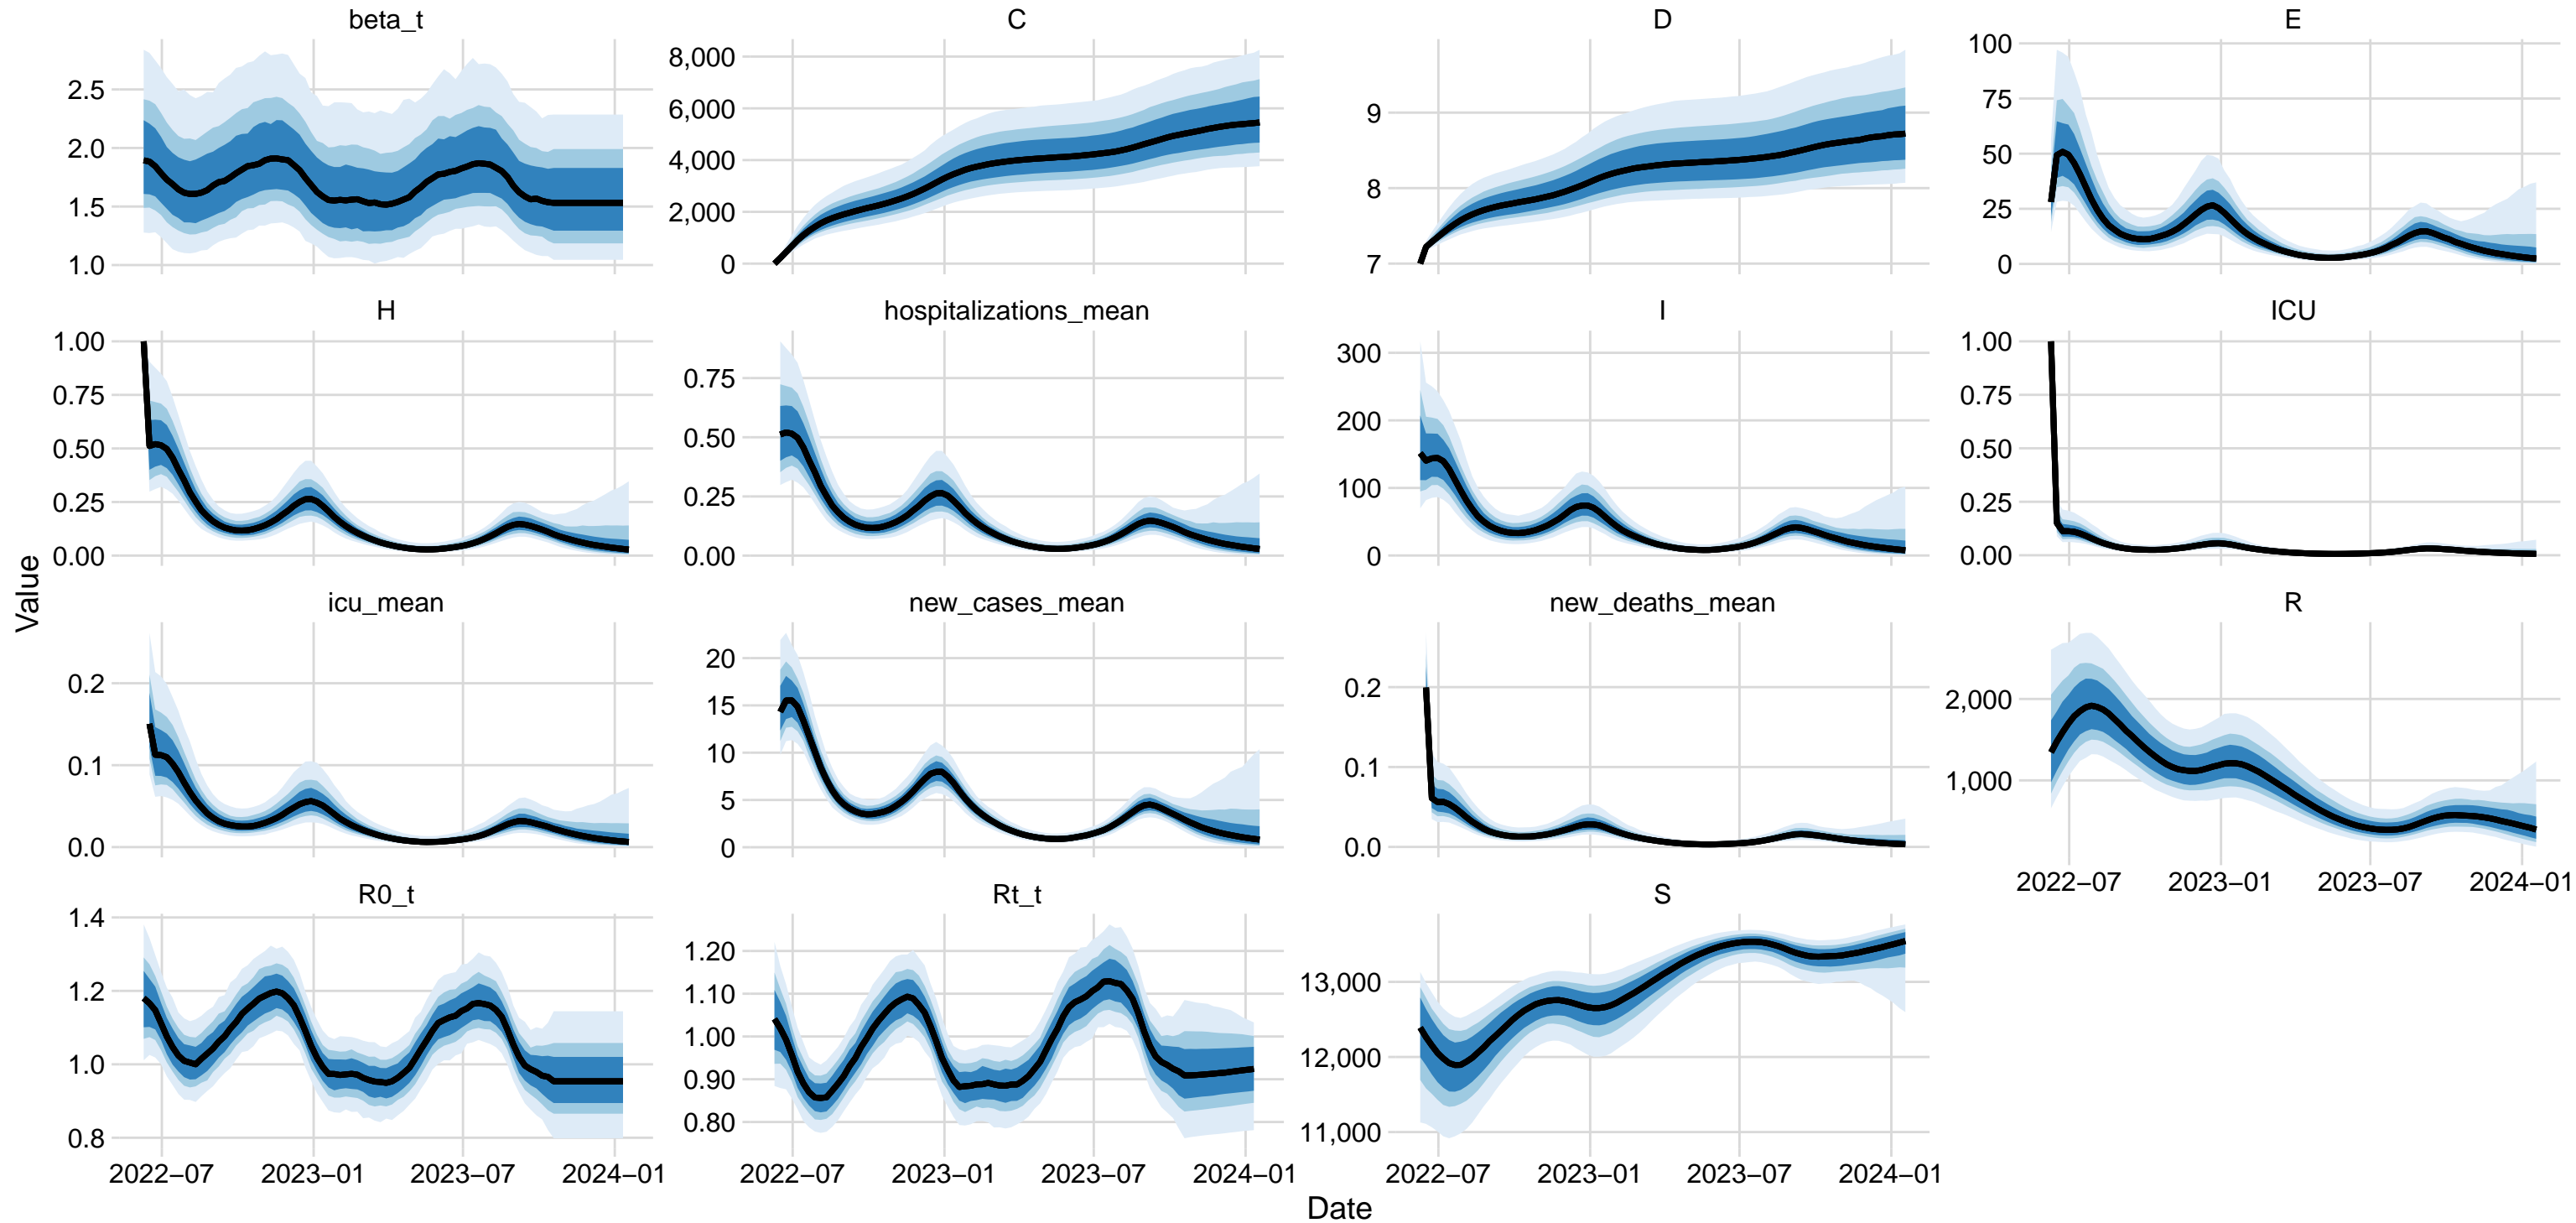 beta_t
C
D
E
2.5
2.0
1.5
1.0
8,000
6,000
4,000
2,000
0
9
8
7
100
75
50
25
0
H
hospitalizations_mean
I
ICU
1.00
0.75
0.50
0.25
0.00
0.75
0.50
0.25
0.00
300
200
100
0
1.00
0.75
0.50
0.25
0.00
Value
icu_mean
new_cases_mean
new_deaths_mean
R
0.2
0.1
0.0
20
15
10
5
0
0.2
0.1
0.0
2,000
1,000
2022−07 2023−01 2023−07 2024−01
R0_t
Rt_t
S
1.4
1.2
1.0
0.8
1.20
1.10
1.00
0.90
0.80
13,000
12,000
11,000
2022−07 2023−01 2023−07 2024−01
2022−07 2023−01 2023−07 2024−01
2022−07 2023−01 2023−07 2024−01
Date